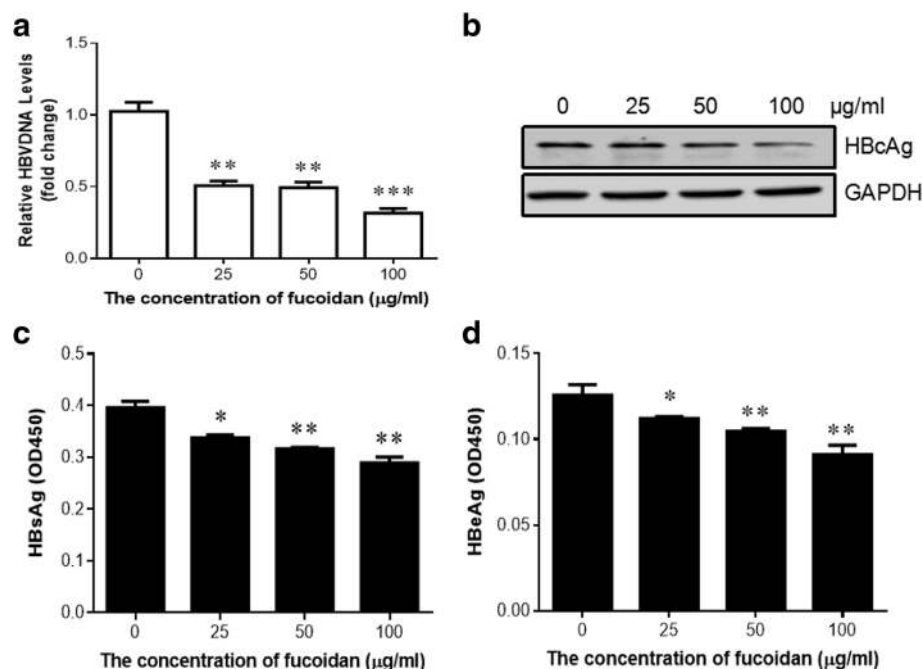 a
1.5
1.0
0.5
0.0
Relative HBVDNA Levels
(fold change)
** ** ***
0 25 50 100
The concentration of fucoidan (μg/ml)
b
0 25 50 100 μg/ml
HBcAg
GAPDH
c
0.5
0.4
0.3
0.2
0.1
0.0
HBsAg (OD450)
* ** **
0 25 50 100
The concentration of fucoidan (μg/ml)
d
0.15
0.10
0.05
0.00
HBeAg (OD450)
* ** **
0 25 50 100
The concentration of fucoidan (μg/ml)